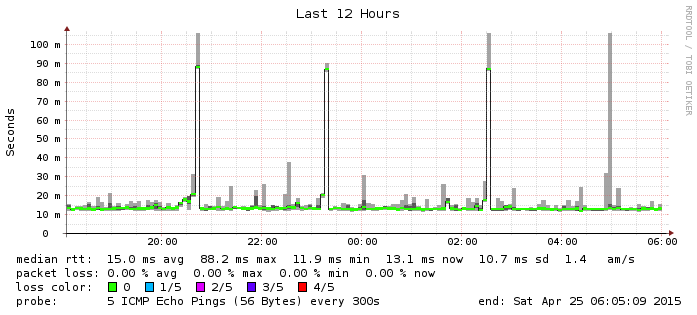 Last 12 Hours
RRDTOOL / TOBI OETIKER
Seconds
100 m
90 m
80 m
70 m
60 m
50 m
40 m
30 m
20 m
10 m
0
20:00 22:00 00:00 02:00 04:00 06:00
median rtt: 15.0 ms avg 88.2 ms max 11.9 ms min 13.1 ms now 10.7 ms sd 1.4 am/s
packet loss: 0.00 % avg 0.00 % max 0.00 % min 0.00 % now
loss color: 0 1/5 2/5 3/5 4/5
probe: 5 ICMP Echo Pings (56 Bytes) every 300s end: Sat Apr 25 06:05:09 2015